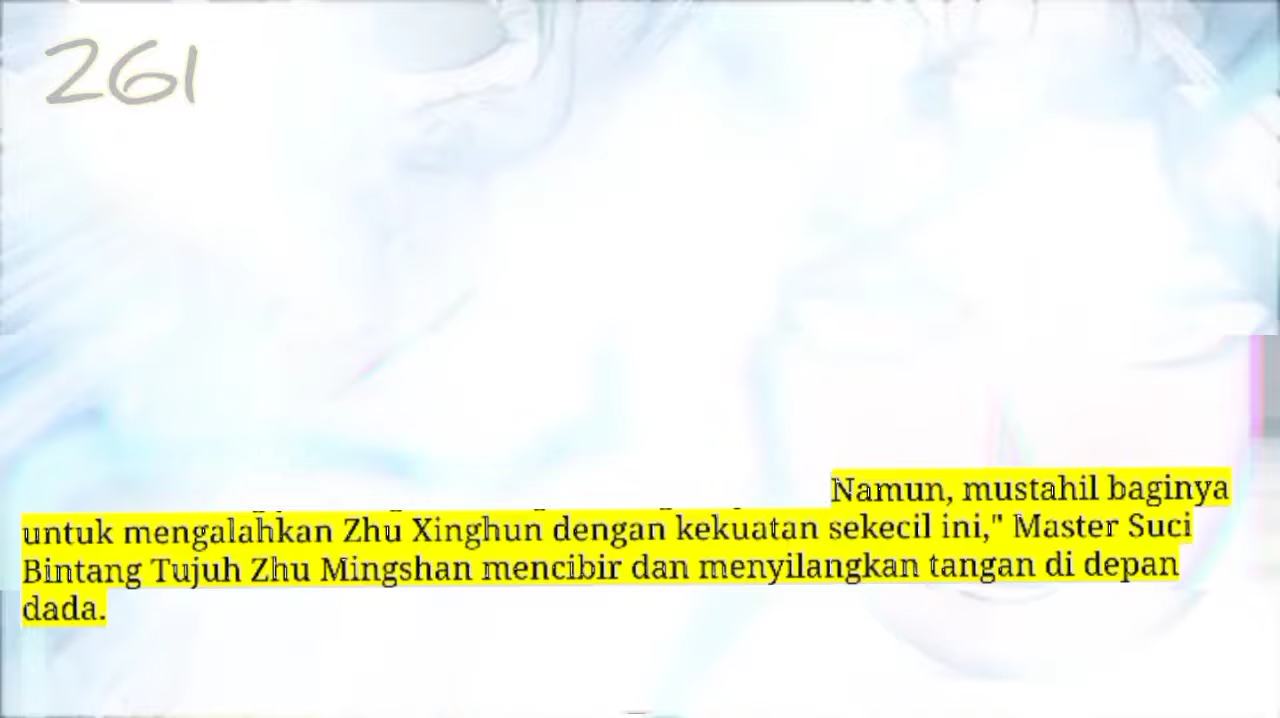 261
Namun, mustahil baginya
untuk mengalahkan Zhu Xinghun dengan kekuatan sekecil ini," Master Suci
Bintang Tujuh Zhu Mingshan mencibir dan menyilangkan tangan di depan
dada.